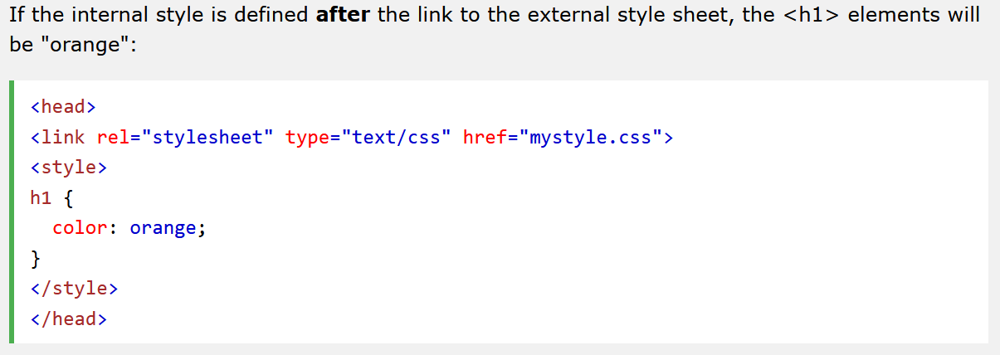 If the internal style is defined after the link to the external style sheet, the <h1> elements will
be "orange":
<head>
<link rel="stylesheet" type="text/css" href="mystyle.css">
<style>
h1 {
  color: orange;
}
</style>
</head>